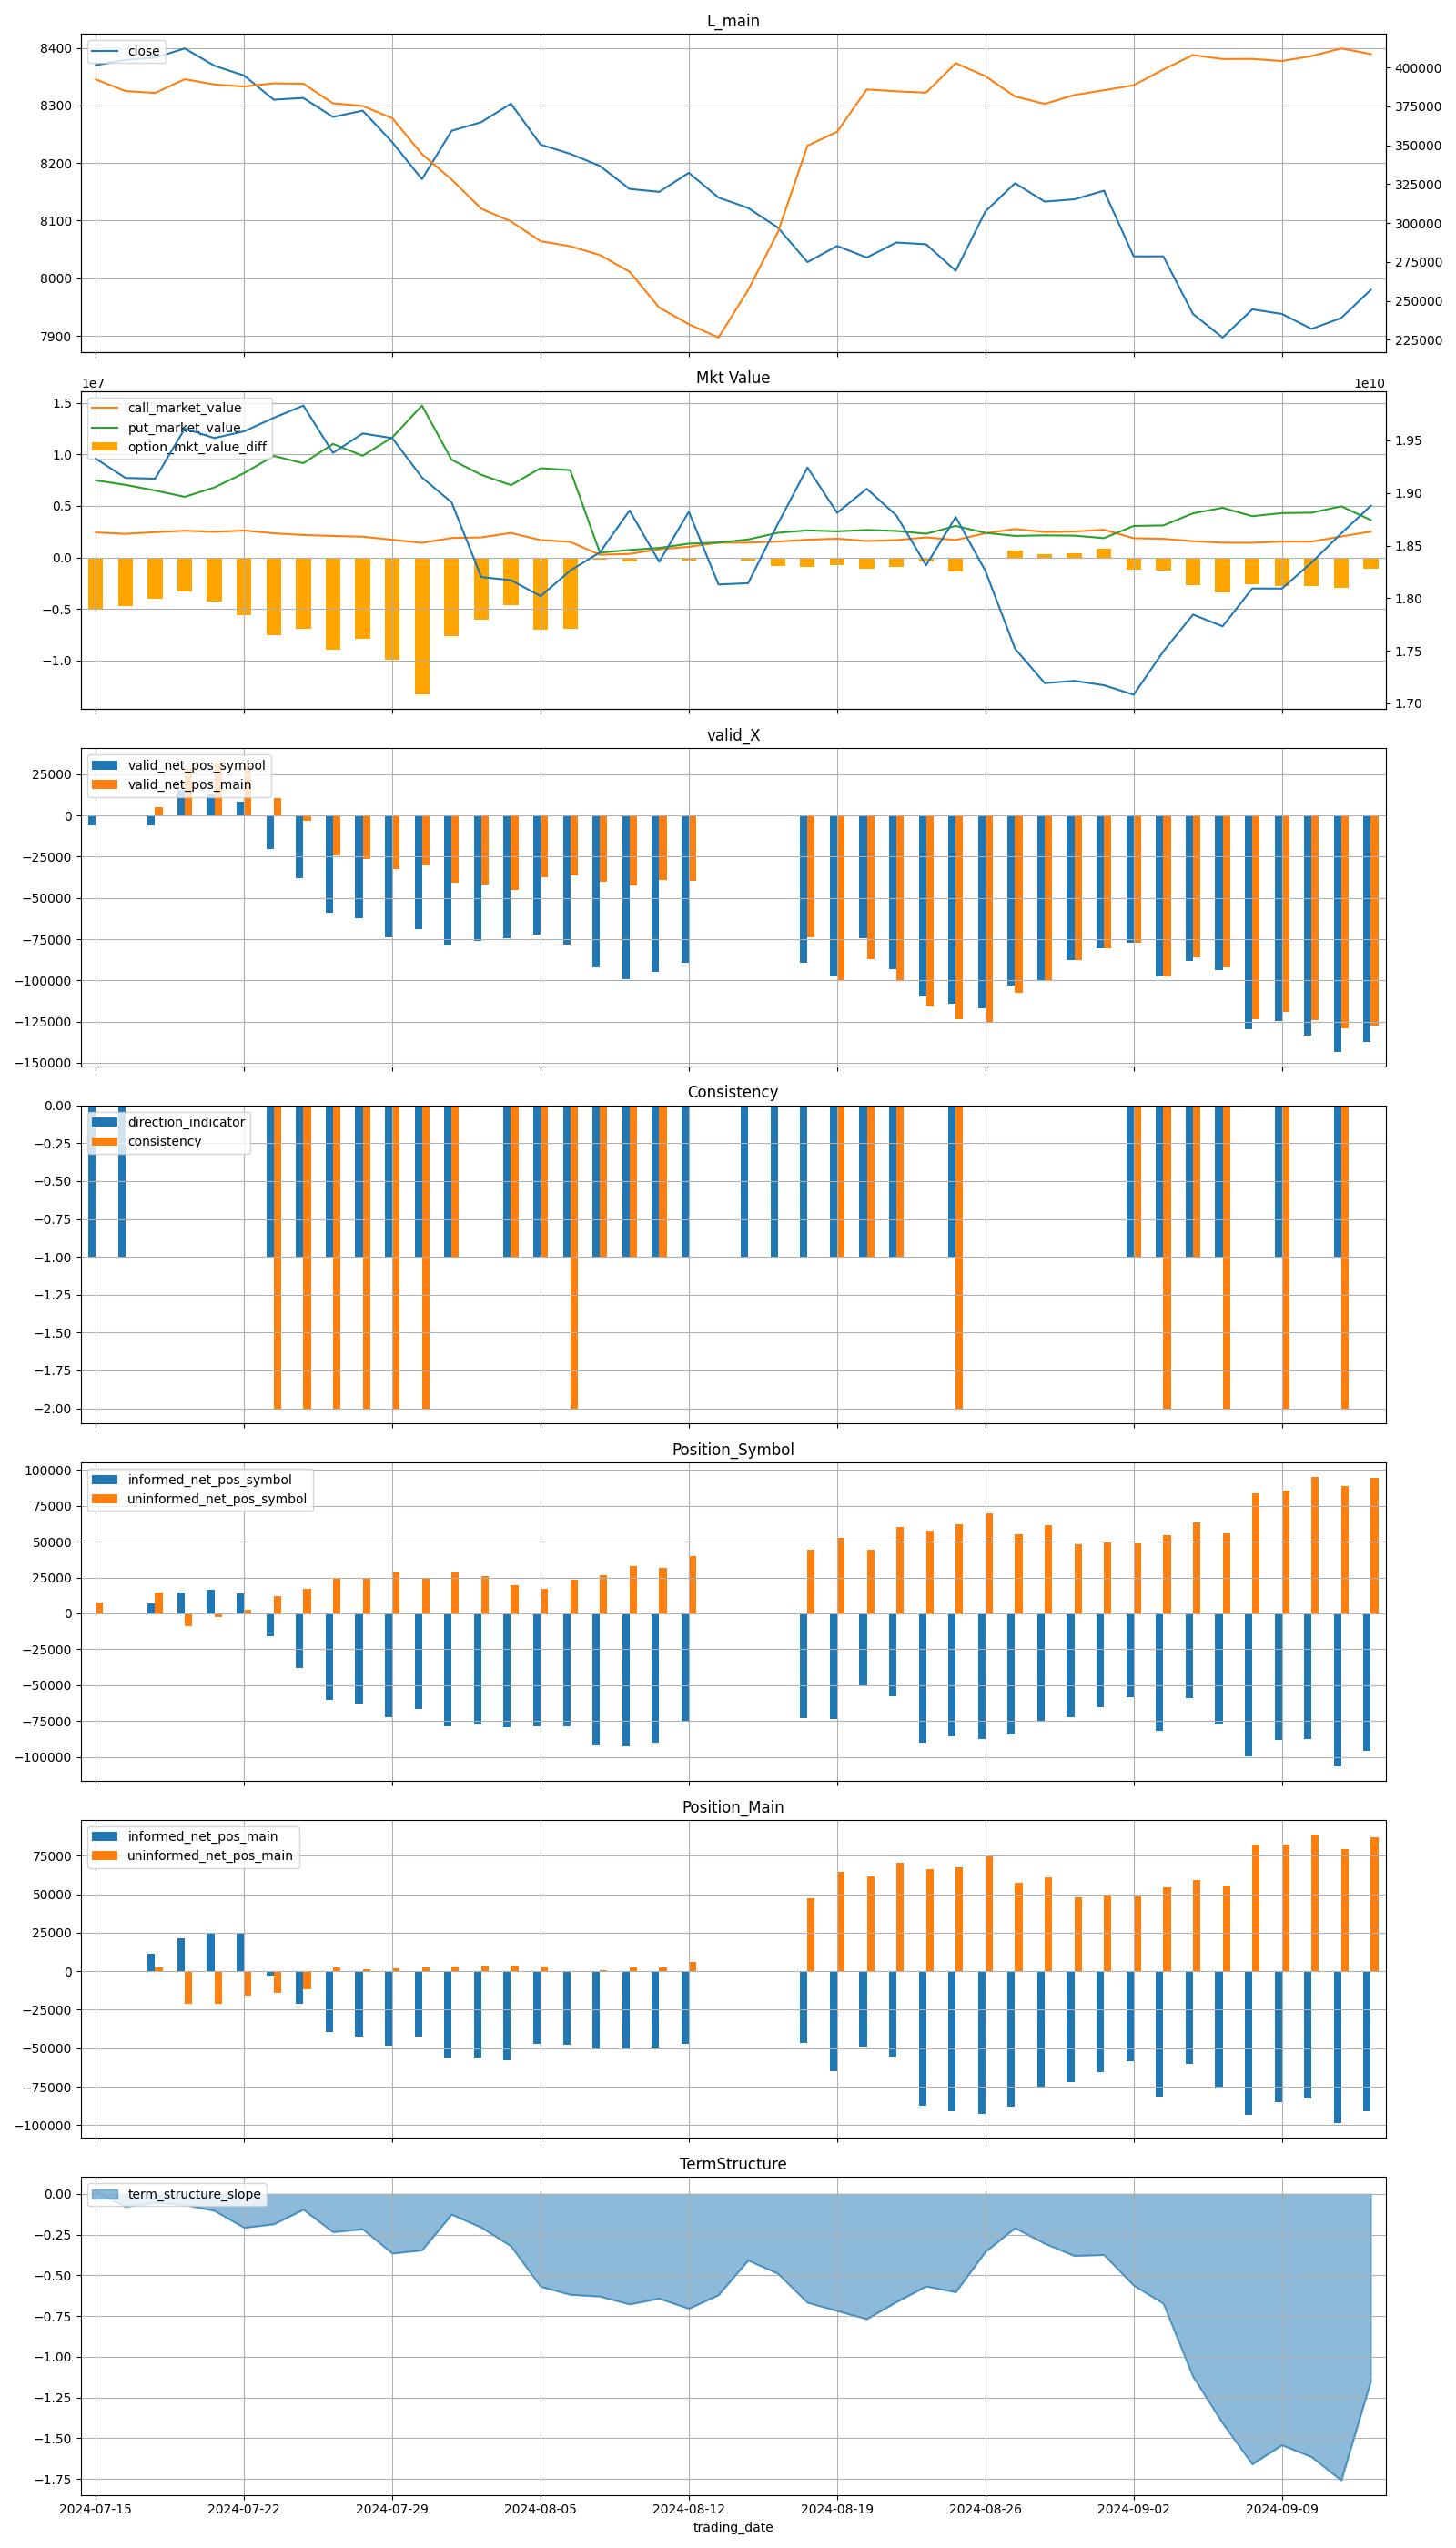 L_main
close
8400
8300
8200
8100
8000
7900
400000
375000
350000
325000
300000
275000
250000
225000
Mkt Value
1e7
1e10
call_market_value
put_market_value
option_mkt_value_diff
1.5
1.0
0.5
0.0
−0.5
−1.0
1.95
1.90
1.85
1.80
1.75
1.70
valid_X
valid_net_pos_symbol
valid_net_pos_main
25000
0
−25000
−50000
−75000
−100000
−125000
−150000
Consistency
direction_indicator
consistency
0.00
−0.25
−0.50
−0.75
−1.00
−1.25
−1.50
−1.75
−2.00
Position_Symbol
informed_net_pos_symbol
uninformed_net_pos_symbol
100000
75000
50000
25000
0
−25000
−50000
−75000
−100000
Position_Main
informed_net_pos_main
uninformed_net_pos_main
75000
50000
25000
0
−25000
−50000
−75000
−100000
TermStructure
term_structure_slope
0.00
−0.25
−0.50
−0.75
−1.00
−1.25
−1.50
−1.75
2024-07-15 2024-07-22 2024-07-29 2024-08-05 2024-08-12 2024-08-19 2024-08-26 2024-09-02 2024-09-09
trading_date